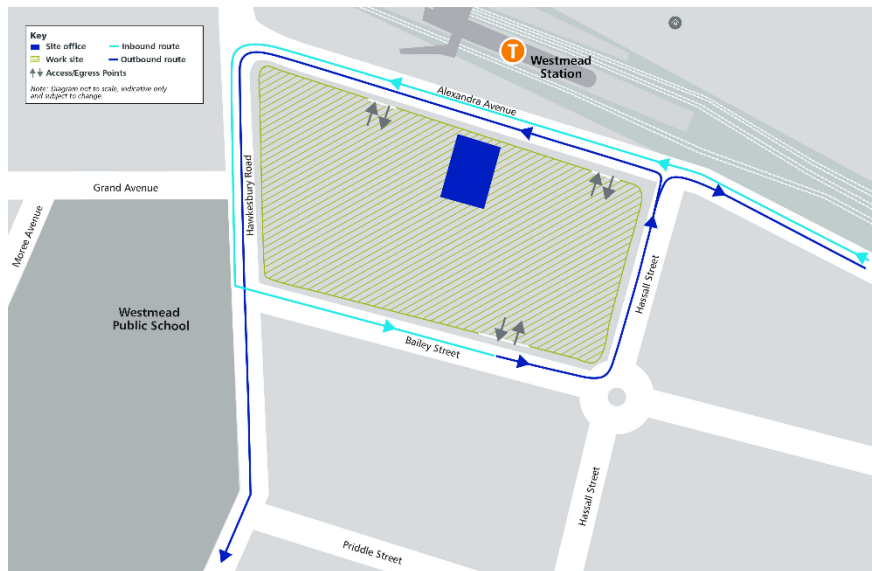 Key
Site office
Inbound route
Work site
Outbound route
Access/Egress Points
Note: Diagram not to scale, indicative only
and subject to change.
T
Westmead
Station
Alexandra Avenue
Grand Avenue
Hawkesbury Road
Moree Avenue
Hassall Street
Westmead
Public School
Bailey Street
Hassall Street
Priddle Street